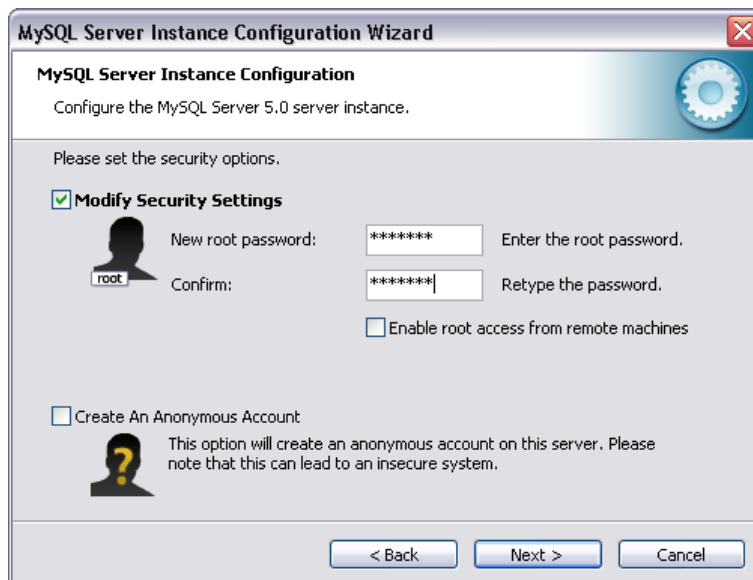 MySQL Server Instance Configuration Wizard
MySQL Server Instance Configuration
Configure the MySQL Server 5.0 server instance.
Please set the security options.
Modify Security Settings
New root password: ******* Enter the root password.
root
Confirm: ******* Retype the password.
Enable root access from remote machines
Create An Anonymous Account
This option will create an anonymous account on this server. Please
note that this can lead to an insecure system.
< Back Next > Cancel